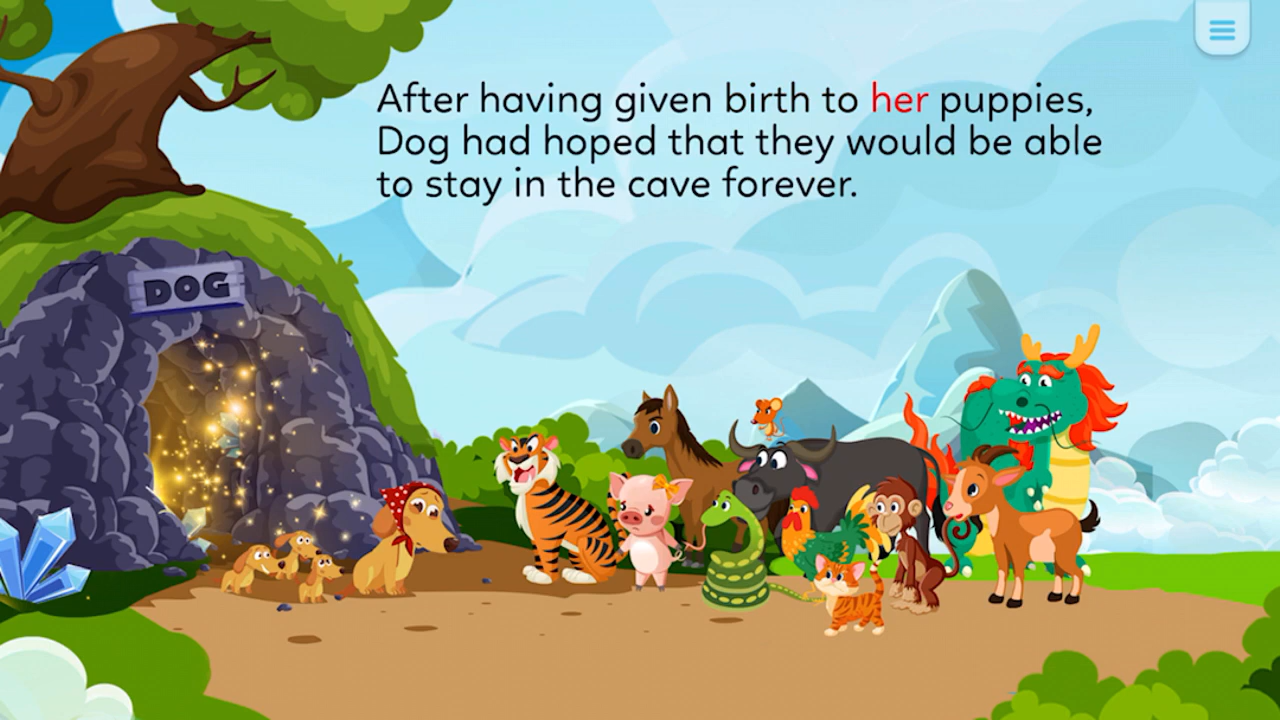 After having given birth to her puppies,
Dog had hoped that they would be able
to stay in the cave forever.
DOG